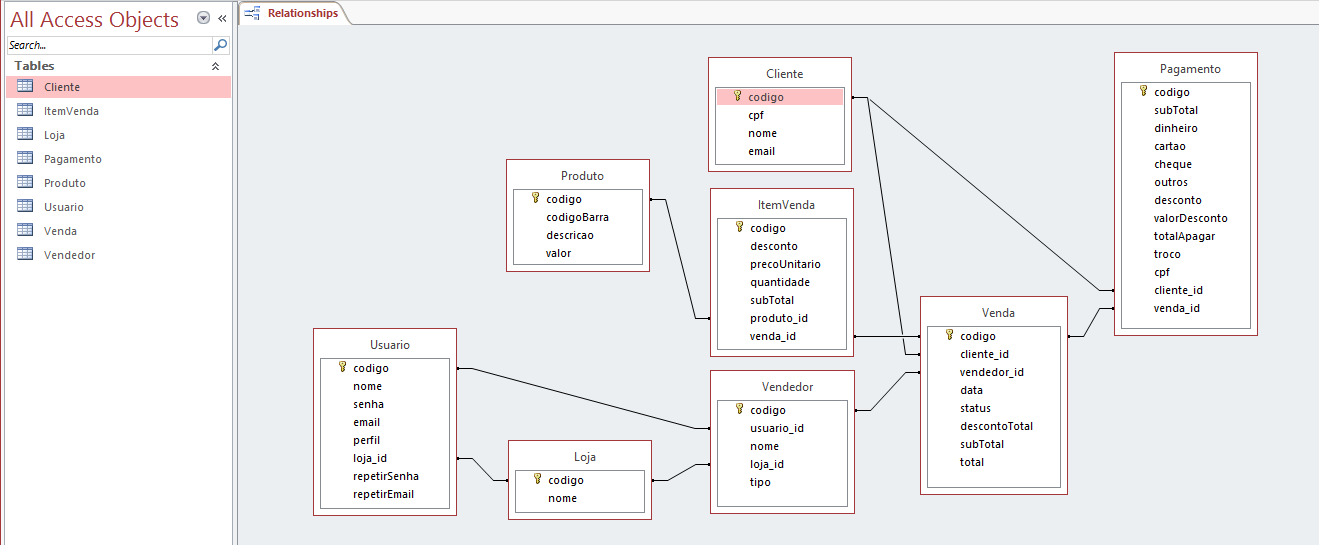 All Access Objects
Search...
Tables
Cliente
ItemVenda
Loja
Pagamento
Produto
Usuario
Venda
Vendedor
Relationships
Cliente
codigo
cpf
nome
email
Pagamento
codigo
subTotal
dinheiro
cartao
cheque
outros
desconto
valorDesconto
totalApagar
troco
cpf
cliente_id
venda_id
Produto
codigo
codigoBarra
descricao
valor
ItemVenda
codigo
desconto
precoUnitario
quantidade
subTotal
produto_id
venda_id
Venda
codigo
cliente_id
vendedor_id
data
status
descontoTotal
subTotal
total
Usuario
codigo
nome
senha
email
perfil
loja_id
repetirSenha
repetirEmail
Vendedor
codigo
usuario_id
nome
loja_id
tipo
Loja
codigo
nome